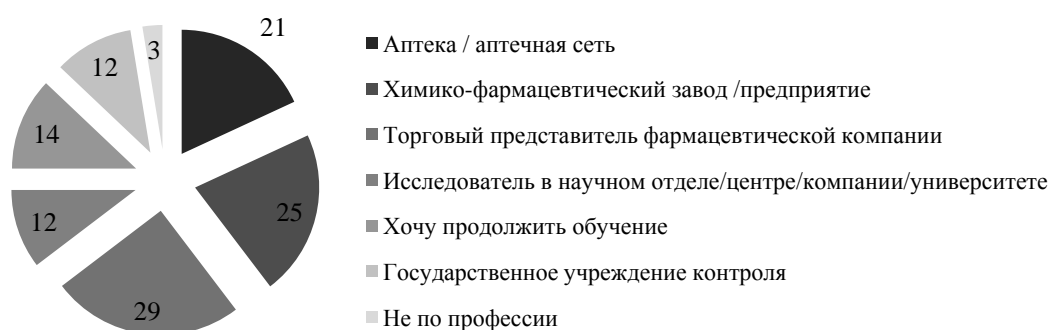 21
25
29
12
14
12
3
Аптека / аптечная сеть
Химико-фармацевтический завод /предприятие
Торговый представитель фармацевтической компании
Исследователь в научном отделе/центре/компании/университете
Хочу продолжить обучение
Государственное учреждение контроля
Не по профессии